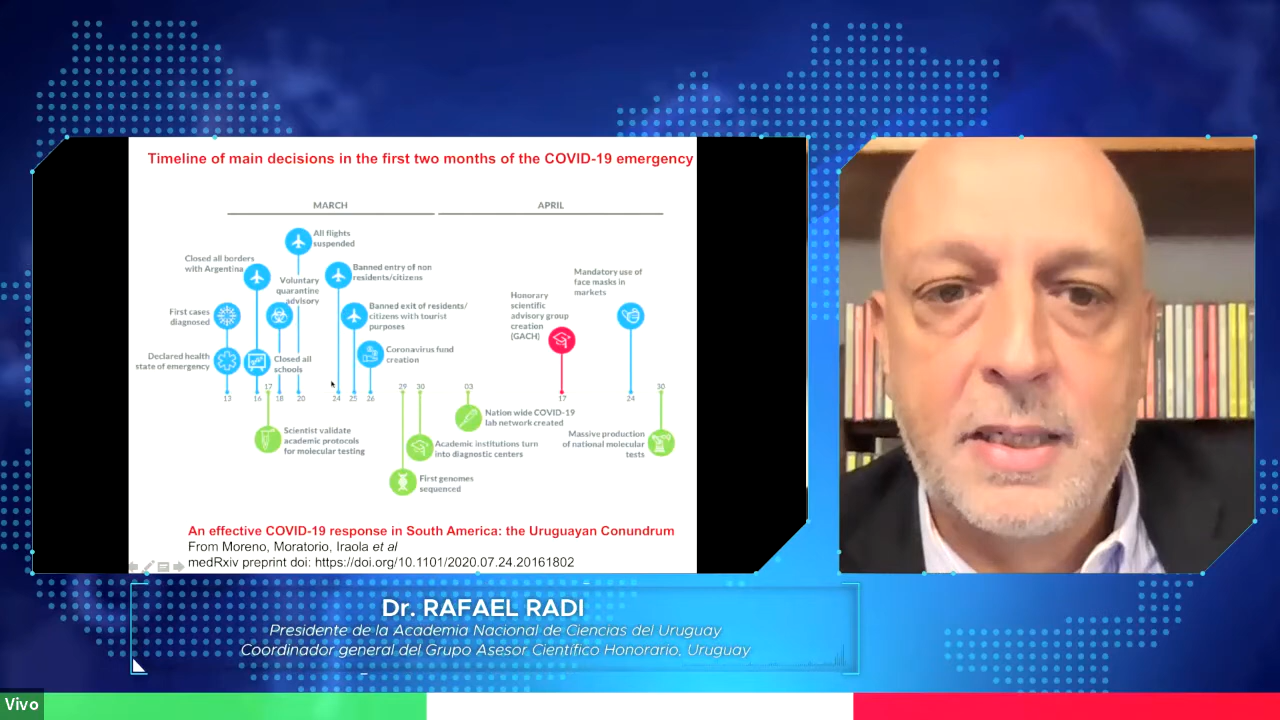 Timeline of main decisions in the first two months of the COVID-19 emergency
MARCH
APRIL
All flights
suspended
Closed all borders
with Argentina
Banned entry of non
residents/citizens
Voluntary
quarantine
advisory
Mandatory use of
face masks in
markets
Honorary
scientific
advisory group
creation
(GACH)
First cases
diagnosed
Banned exit of residents/
citizens with tourist
purposes
Declared health
state of emergency
Closed all
schools
Coronavirus fund
creation
17
29
30
03
30
13
16
18
20
24
25
26
17
24
Scientist validate
academic protocols
for molecular testing
Nation wide COVID-19
lab network created
Academic institutions turn
into diagnostic centers
Massive production
of national molecular
tests
First genomes
sequenced
An effective COVID-19 response in South America: the Uruguayan Conundrum
From Moreno, Moratorio, Iraola et al
medRxiv preprint doi: https://doi.org/10.1101/2020.07.24.20161802
Dr. RAFAEL RADI
Presidente de la Academia Nacional de Ciencias del Uruguay
Coordinador general del Grupo Asesor Científico Honorario, Uruguay
Vivo